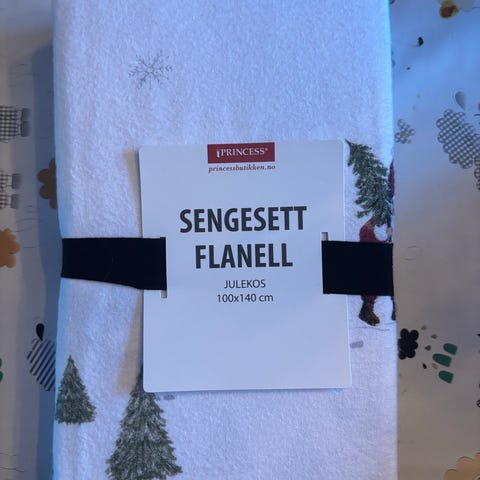 PRINCESS®
princessbutikken.no
SENGESETT
FLANELL
JULEKOS
100x140 cm